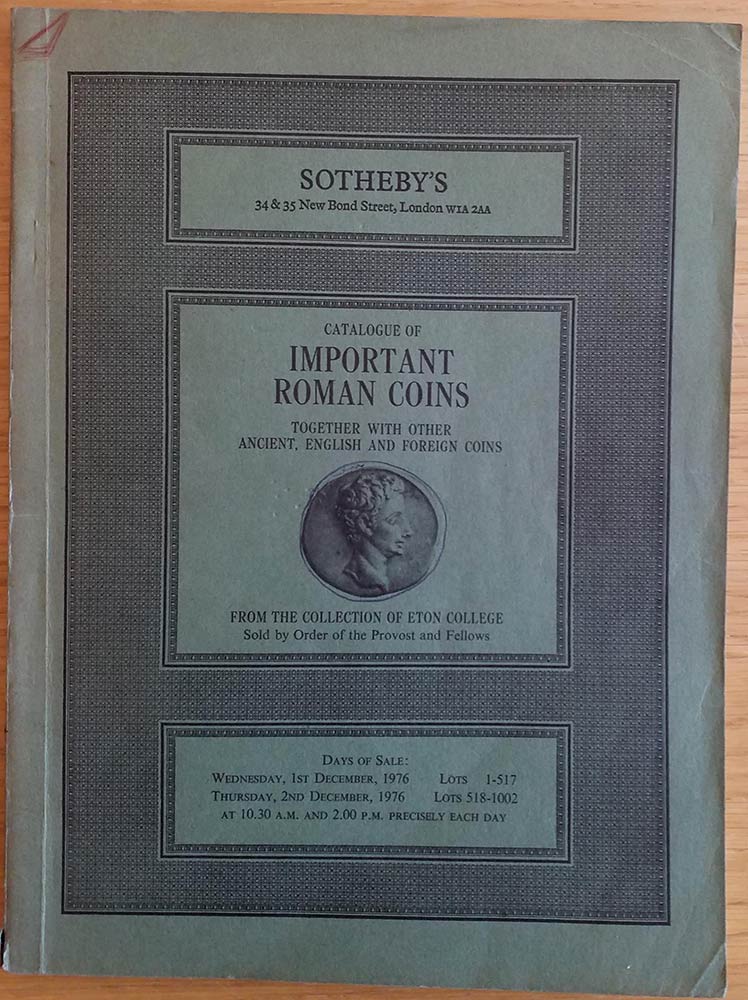 SOTHEBY'S
34 & 35 New Bond Street, London W1A 2AA
CATALOGUE OF
IMPORTANT
ROMAN COINS
TOGETHER WITH OTHER
ANCIENT, ENGLISH AND FOREIGN COINS
FROM THE COLLECTION OF ETON COLLEGE
Sold by Order of the Provost and Fellows
DAYS OF SALE:
WEDNESDAY, 1ST DECEMBER, 1976 LOTS 1-517
THURSDAY, 2ND DECEMBER, 1976 LOTS 518-1002
AT 10.30 A.M. AND 2.00 P.M. PRECISELY EACH DAY